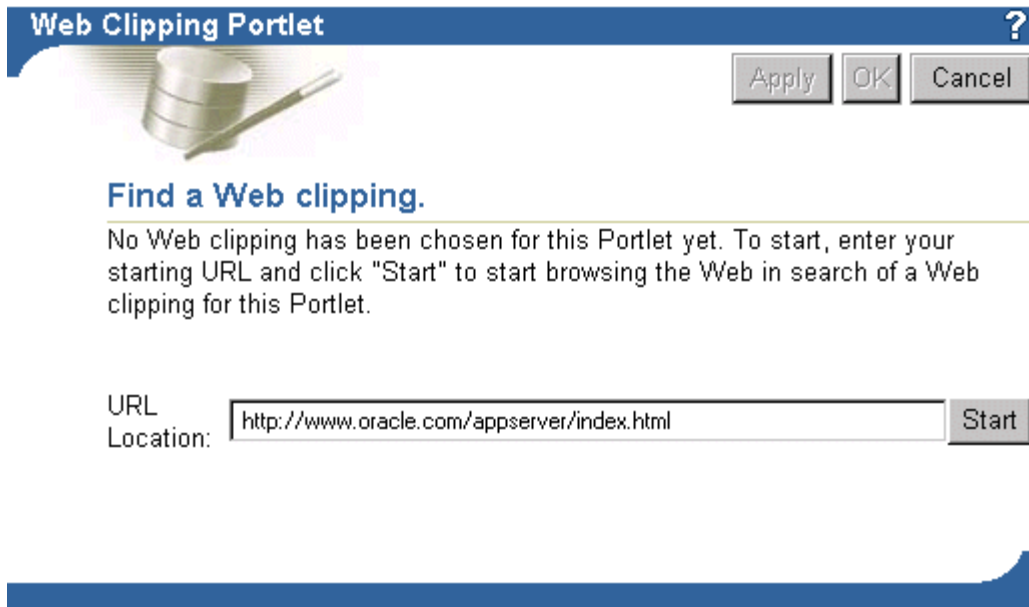 Web Clipping Portlet ?
Apply OK Cancel
Find a Web clipping.
No Web clipping has been chosen for this Portlet yet. To start, enter your
starting URL and click "Start" to start browsing the Web in search of a Web
clipping for this Portlet.
URL
Location: http://www.oracle.com/appserver/index.html Start